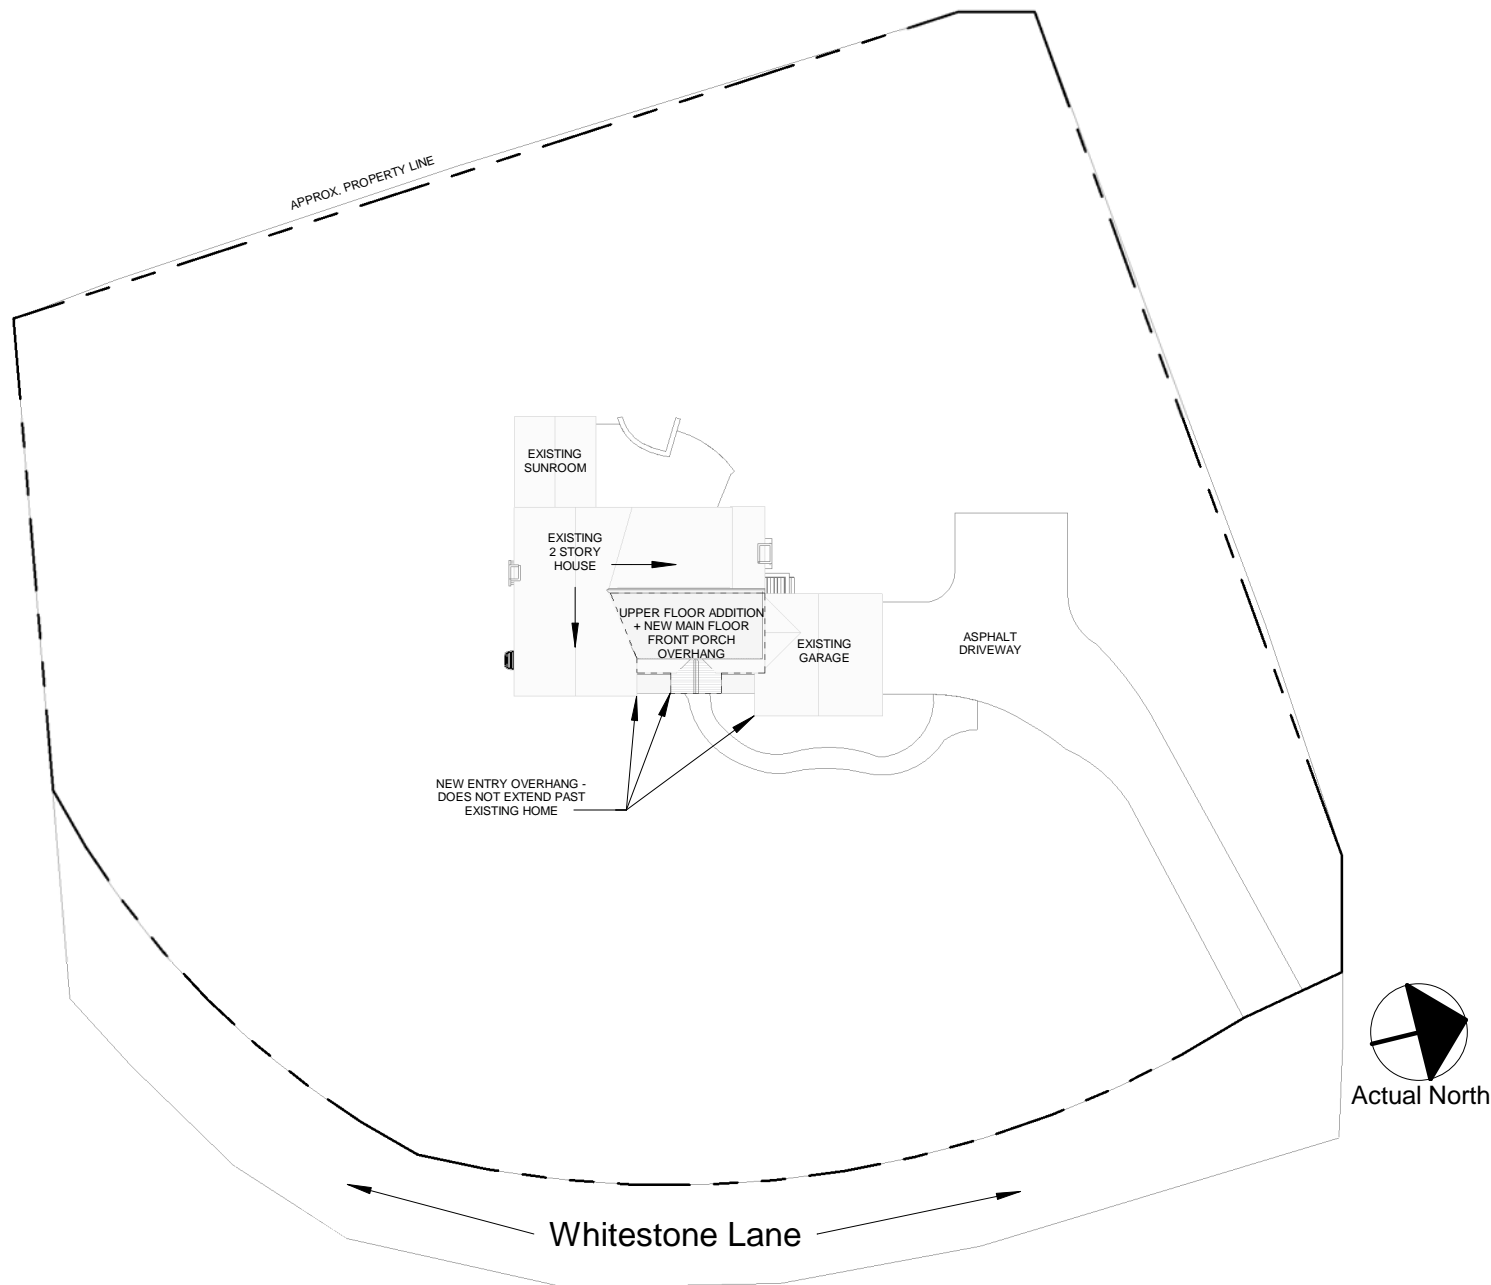 APPROX. PROPERTY LINE
EXISTING
SUNROOM
EXISTING
2 STORY
HOUSE
UPPER FLOOR ADDITION
+ NEW MAIN FLOOR
FRONT PORCH
OVERHANG
EXISTING
GARAGE
ASPHALT
DRIVEWAY
NEW ENTRY OVERHANG -
DOES NOT EXTEND PAST
EXISTING HOME
Actual North
Whitestone Lane